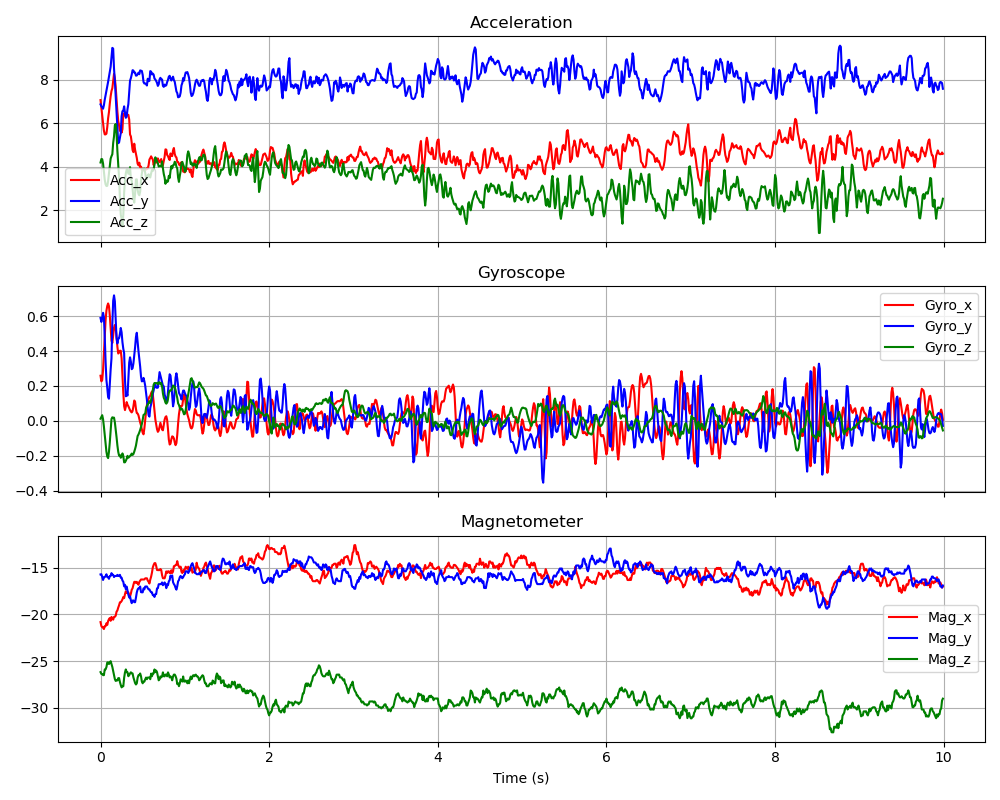 Acceleration
8
6
4
2
Acc_x
Acc_y
Acc_z
Gyroscope
0.6
0.4
0.2
0.0
−0.2
−0.4
Gyro_x
Gyro_y
Gyro_z
Magnetometer
−15
−20
−25
−30
Mag_x
Mag_y
Mag_z
0 2 4 6 8 10
Time (s)